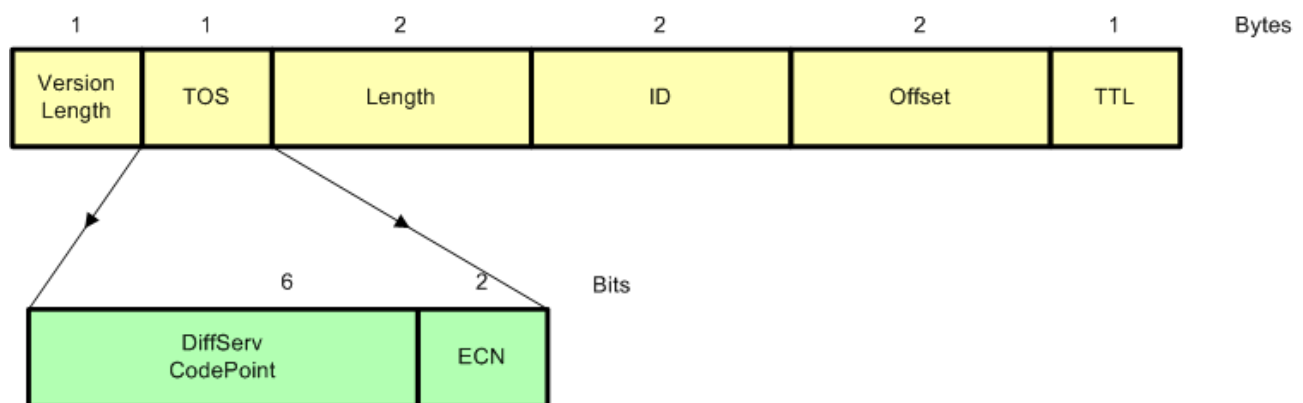 1 1 2 2 2 1 Bytes
Version
Length
TOS Length ID Offset TTL
6 2 Bits
DiffServ
CodePoint
ECN